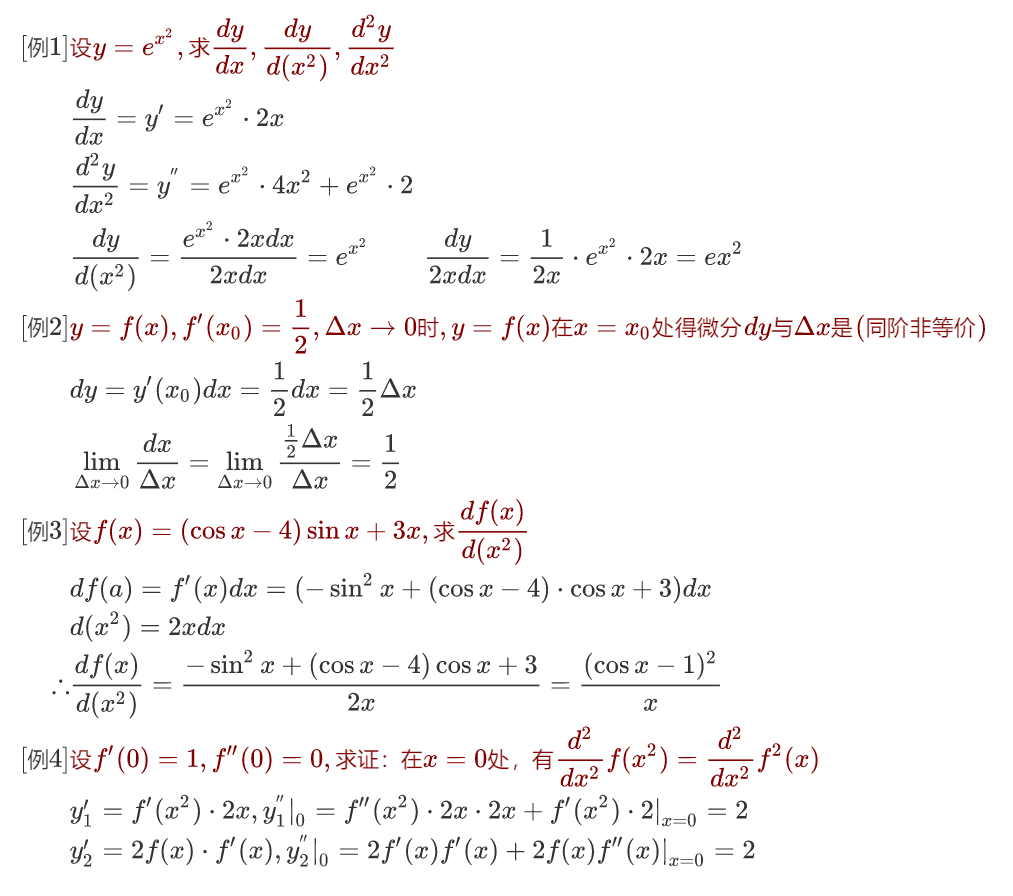 [例1]设$y = e^{x^2}$,求$\frac{dy}{dx}, \frac{dy}{d(x^2)}, \frac{d^2y}{dx^2}$
$\frac{dy}{dx} = y' = e^{x^2} \cdot 2x$
$\frac{d^2y}{dx^2} = y'' = e^{x^2} \cdot 4x^2 + e^{x^2} \cdot 2$
$\frac{dy}{d(x^2)} = \frac{e^{x^2} \cdot 2xdx}{2xdx} = e^{x^2} \quad \frac{dy}{2xdx} = \frac{1}{2x} \cdot e^{x^2} \cdot 2x = ex^2$
[例2]$y = f(x), f'(x_0) = \frac{1}{2}, \Delta x \to 0$时,$y = f(x)$在$x = x_0$处得微分$dy$与$\Delta x$是(同阶非等价)
$dy = y'(x_0)dx = \frac{1}{2}dx = \frac{1}{2}\Delta x$
$\lim_{\Delta x \to 0} \frac{dx}{\Delta x} = \lim_{\Delta x \to 0} \frac{\frac{1}{2}\Delta x}{\Delta x} = \frac{1}{2}$
[例3]设$f(x) = (\cos x - 4)\sin x + 3x$,求$\frac{df(x)}{d(x^2)}$
$df(a) = f'(x)dx = (-\sin^2 x + (\cos x - 4) \cdot \cos x + 3)dx$
$d(x^2) = 2xdx$
$\therefore \frac{df(x)}{d(x^2)} = \frac{-\sin^2 x + (\cos x - 4)\cos x + 3}{2x} = \frac{(\cos x - 1)^2}{x}$
[例4]设$f'(0) = 1, f''(0) = 0$,求证：在$x = 0$处，有$\frac{d^2}{dx^2}f(x^2) = \frac{d^2}{dx^2}f^2(x)$
$y_1' = f'(x^2) \cdot 2x, y_1''|_0 = f''(x^2) \cdot 2x \cdot 2x + f'(x^2) \cdot 2|_{x=0} = 2$
$y_2' = 2f(x) \cdot f'(x), y_2''|_0 = 2f'(x)f'(x) + 2f(x)f''(x)|_{x=0} = 2$